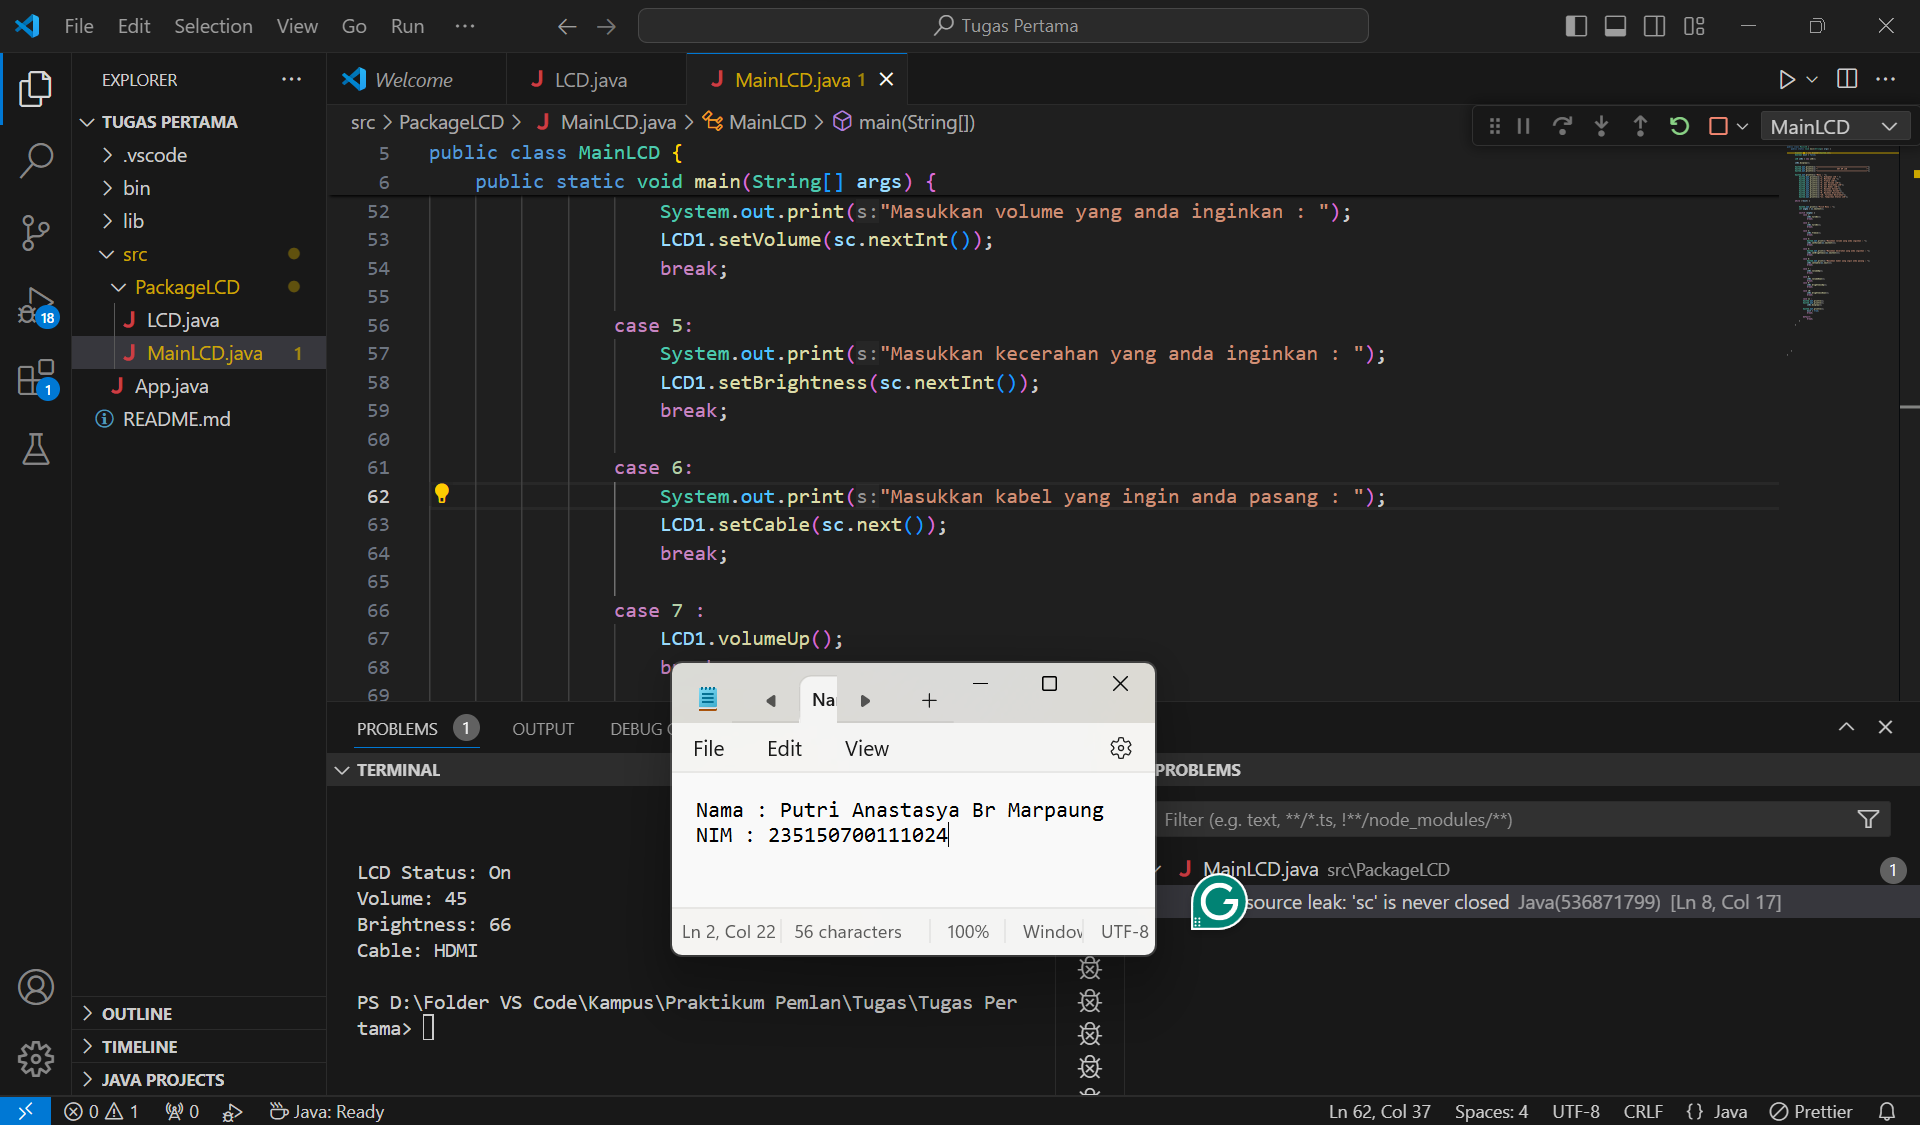 File Edit Selection View Go Run ··· Tugas Pertama
EXPLORER ···
TUGAS PERTAMA
.vscode
bin
lib
src
PackageLCD
LCD.java
MainLCD.java 1
App.java
README.md
OUTLINE
TIMELINE
JAVA PROJECTS
18
1
Welcome LCD.java MainLCD.java 1
src > PackageLCD > MainLCD.java > MainLCD > main(String[])
MainLCD
5 public class MainLCD {
6 public static void main(String[] args) {
52 System.out.print(s:"Masukkan volume yang anda inginkan : ");
53 LCD1.setVolume(sc.nextInt());
54 break;
55
56 case 5:
57 System.out.print(s:"Masukkan kecerahan yang anda inginkan : ");
58 LCD1.setBrightness(sc.nextInt());
59 break;
60
61 case 6:
62 System.out.print(s:"Masukkan kabel yang ingin anda pasang : ");
63 LCD1.setCable(sc.next());
64 break;
65
66 case 7 :
67 LCD1.volumeUp();
68 b
69
PROBLEMS 1 OUTPUT DEBUG
TERMINAL
LCD Status: On
Volume: 45
Brightness: 66
Cable: HDMI
PS D:\Folder VS Code\Kampus\Praktikum Pemlan\Tugas\Tugas Per
tama>
Na
File Edit View
Nama : Putri Anastasya Br Marpaung
NIM : 235150700111024
Ln 2, Col 22 56 characters 100% Window UTF-8
PROBLEMS
Filter (e.g. text, **/*.ts, !**/node_modules/**)
MainLCD.java src\PackageLCD 1
source leak: 'sc' is never closed Java(536871799) [Ln 8, Col 17]
0 1 0 Java: Ready Ln 62, Col 37 Spaces: 4 UTF-8 CRLF {} Java Prettier